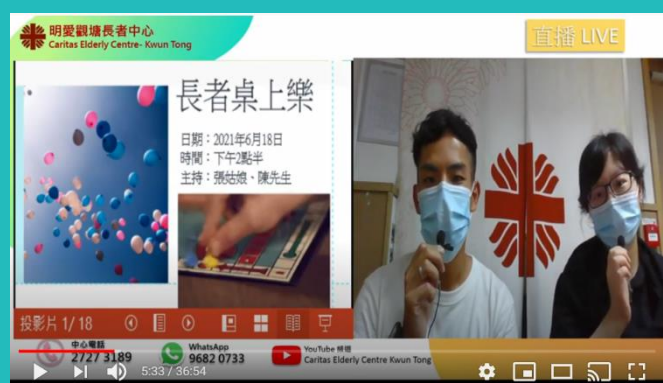 明愛觀塘長者中心
Caritas Elderly Centre- Kwun Tong
直播 LIVE
長者桌上樂
日期：2021年6月18日
時間：下午2點半
主持：張姑娘、陳先生
投影片 1/18
中心電話
2727 3189
WhatsApp
9682 0733
YouTube 頻道
Caritas Elderly Centre Kwun Tong
5:33 / 36:54